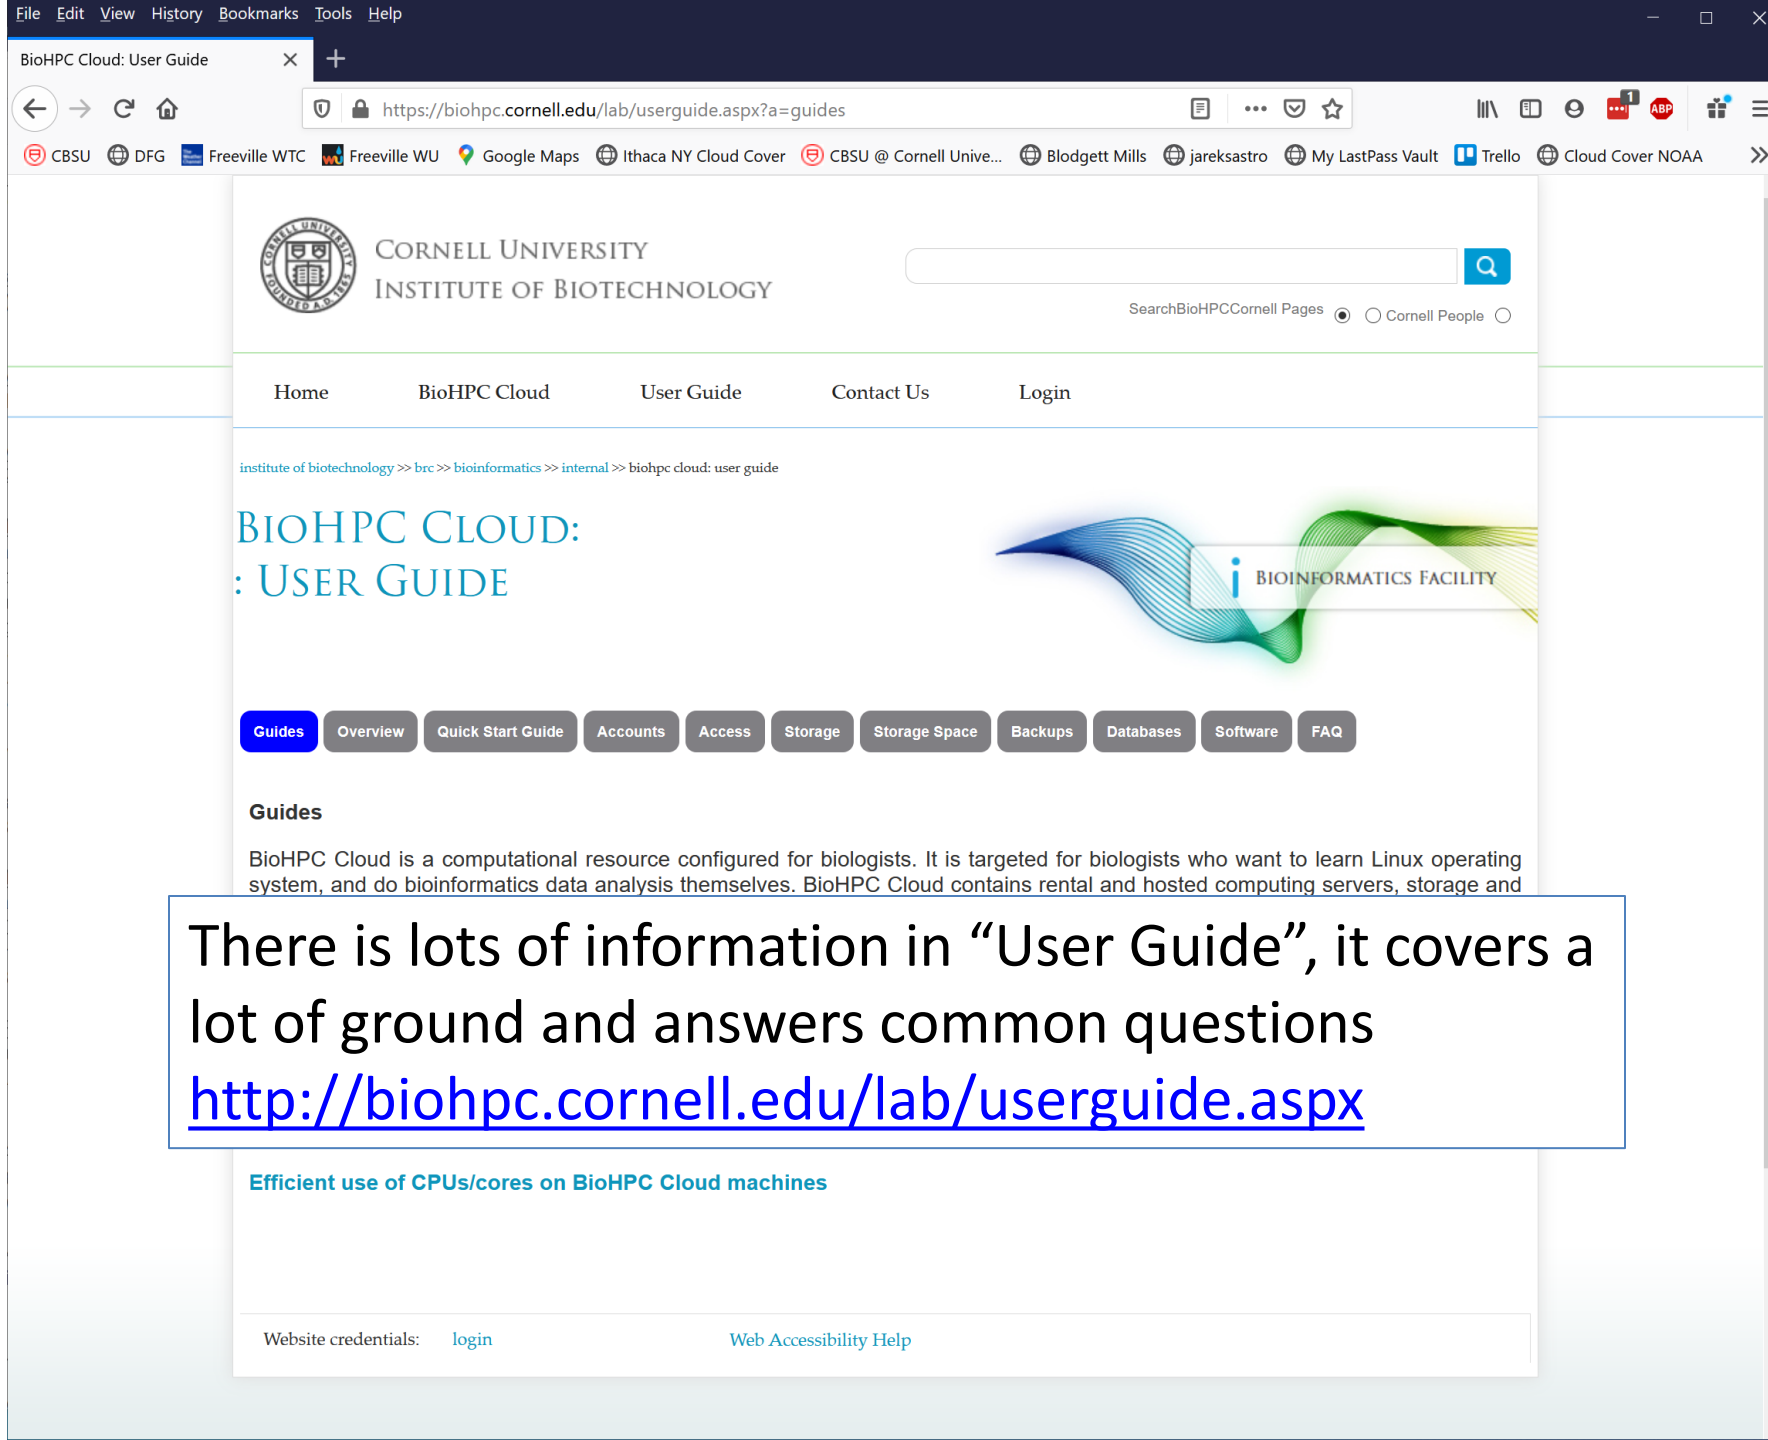 File Edit View History Bookmarks Tools Help
BioHPC Cloud: User Guide
https://biohpc.cornell.edu/lab/userguide.aspx?a=guides
1
ABP
CBSU DFG Freeville WTC Freeville WU Google Maps Ithaca NY Cloud Cover CBSU @ Cornell Unive... Blodgett Mills jareksastro My LastPass Vault Trello Cloud Cover NOAA
CORNELL UNIVERSITY
INSTITUTE OF BIOTECHNOLOGY
CORNELL UNIVERSITY FOUNDED A.D. 1865
SearchBioHPCCornell Pages Cornell People
Home BioHPC Cloud User Guide Contact Us Login
institute of biotechnology >> brc >> bioinformatics >> internal >> biohpc cloud: user guide
BIOHPC CLOUD:
: USER GUIDE
i BIOINFORMATICS FACILITY
Guides Overview Quick Start Guide Accounts Access Storage Storage Space Backups Databases Software FAQ
Guides
BioHPC Cloud is a computational resource configured for biologists. It is targeted for biologists who want to learn Linux operating
system, and do bioinformatics data analysis themselves. BioHPC Cloud contains rental and hosted computing servers, storage and
There is lots of information in “User Guide”, it covers a
lot of ground and answers common questions
http://biohpc.cornell.edu/lab/userguide.aspx
Efficient use of CPUs/cores on BioHPC Cloud machines
Website credentials: login Web Accessibility Help